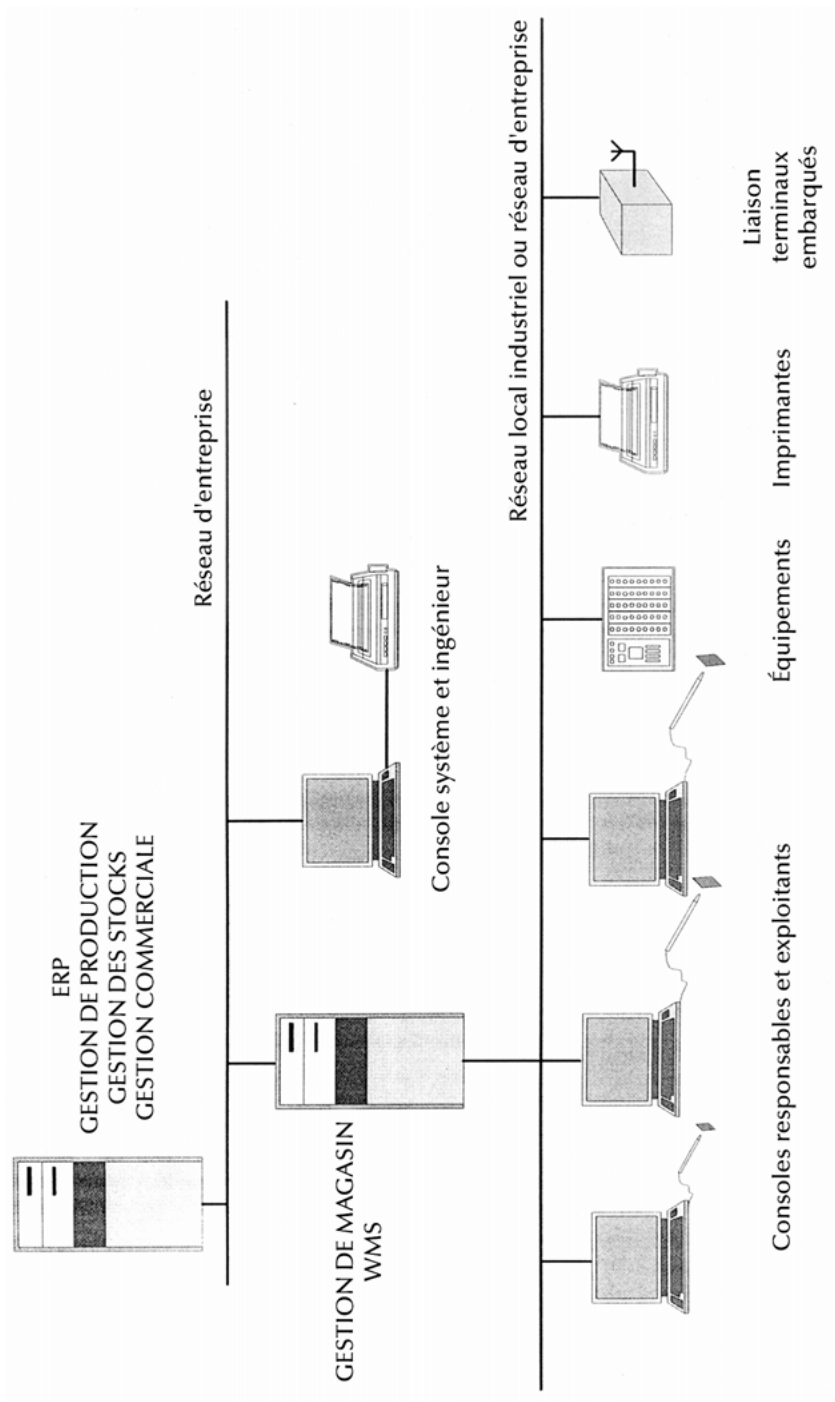 ERP
GESTION DE PRODUCTION
GESTION DES STOCKS
GESTION COMMERCIALE
Réseau d'entreprise
GESTION DE MAGASIN
WMS
Console système et ingénieur
Réseau local industriel ou réseau d'entreprise
Consoles responsables et exploitants
Équipements
Imprimantes
Liaison
terminaux
embarqués